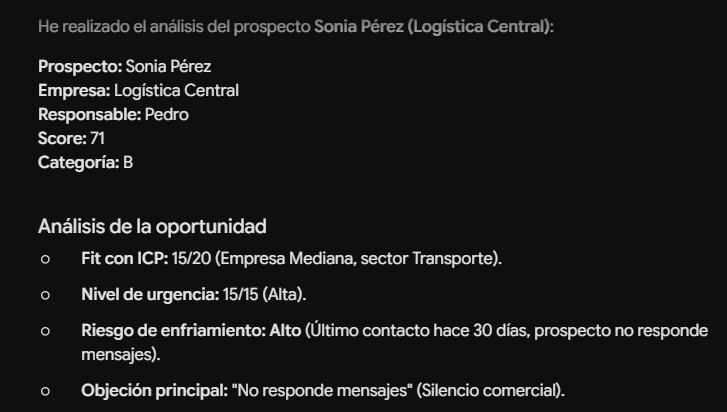 He realizado el análisis del prospecto Sonia Pérez (Logística Central):
Prospecto: Sonia Pérez
Empresa: Logística Central
Responsable: Pedro
Score: 71
Categoría: B
Análisis de la oportunidad
Fit con ICP: 15/20 (Empresa Mediana, sector Transporte).
Nivel de urgencia: 15/15 (Alta).
Riesgo de enfriamiento: Alto (Último contacto hace 30 días, prospecto no responde
mensajes).
Objeción principal: "No responde mensajes" (Silencio comercial).